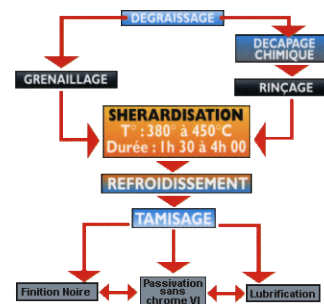 DEGRAISSAGE
DECAPAGE
CHIMIQUE
GRENAILLAGE
RINÇAGE
SHERARDISATION
T° : 380° à 450°C
Durée : 1h 30 à 4h 00
REFROIDISSEMENT
TAMISAGE
Finition Noire
Passivation
sans
chrome VI
Lubrification